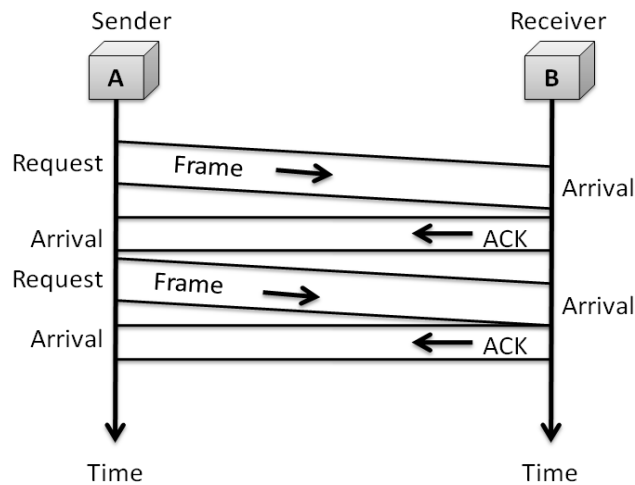 Sender
Receiver
A
B
Request
Frame
Arrival
Arrival
ACK
Request
Frame
Arrival
Arrival
ACK
Time
Time